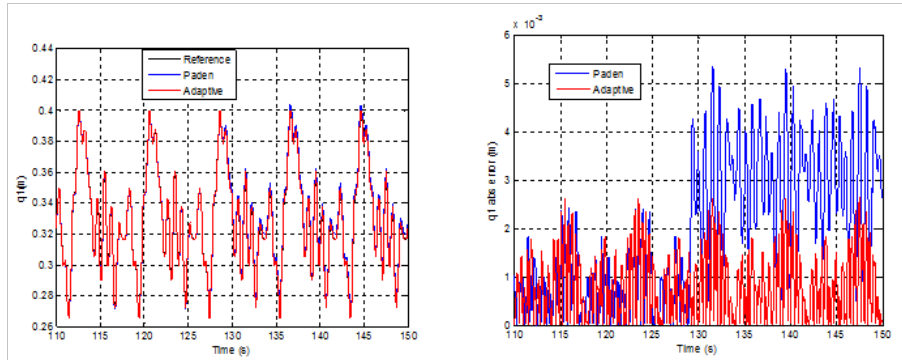 0.44
0.42
0.4
0.38
0.36
0.34
0.32
0.3
0.28
0.26
q1(m)
Reference
Paden
Adaptive
110 115 120 125 130 135 140 145 150
Time (s)
x 10⁻³
6
5
4
3
2
1
0
q1 abs error (m)
Paden
Adaptive
110 115 120 125 130 135 140 145 150
Time (s)